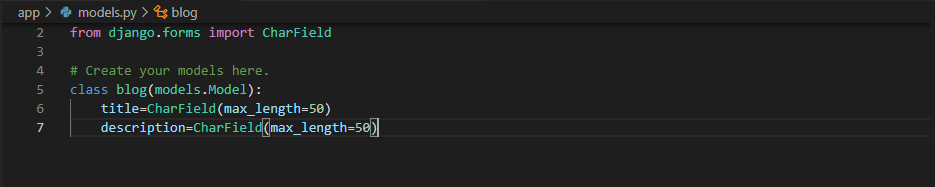 app > models.py > blog
2 from django.forms import CharField
3
4 # Create your models here.
5 class blog(models.Model):
6     title=CharField(max_length=50)
7     description=CharField(max_length=50)